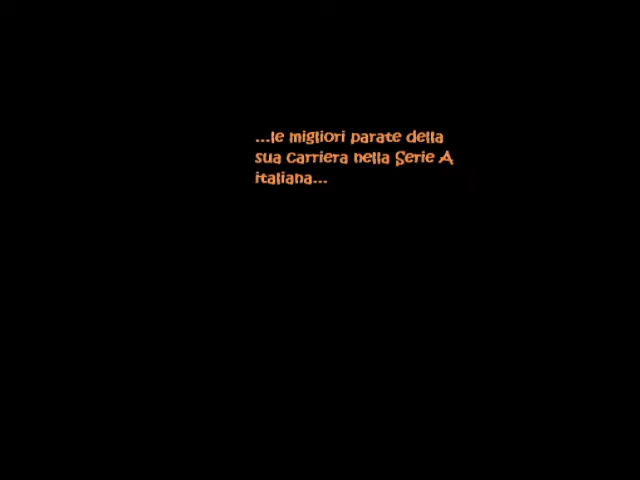 ...le migliori parate della
sua carriera nella Serie A
italiana...